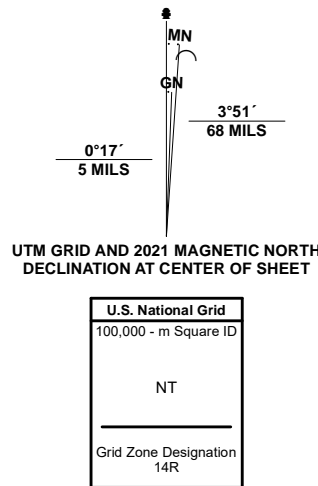 MN
GN
3°51´
68 MILS
0°17´
5 MILS
UTM GRID AND 2021 MAGNETIC NORTH
DECLINATION AT CENTER OF SHEET
U.S. National Grid
100,000 - m Square ID
NT
Grid Zone Designation
14R